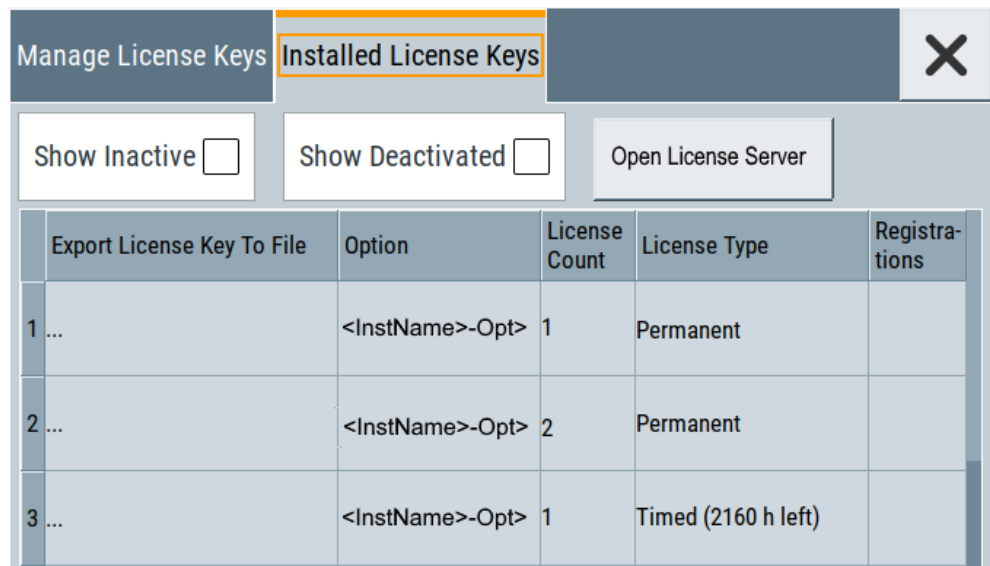 Manage License Keys Installed License Keys
Show Inactive Show Deactivated Open License Server
Export License Key To File Option License Count License Type Registra-tions
1 ... <InstName>-Opt> 1 Permanent
2 ... <InstName>-Opt> 2 Permanent
3 ... <InstName>-Opt> 1 Timed (2160 h left)